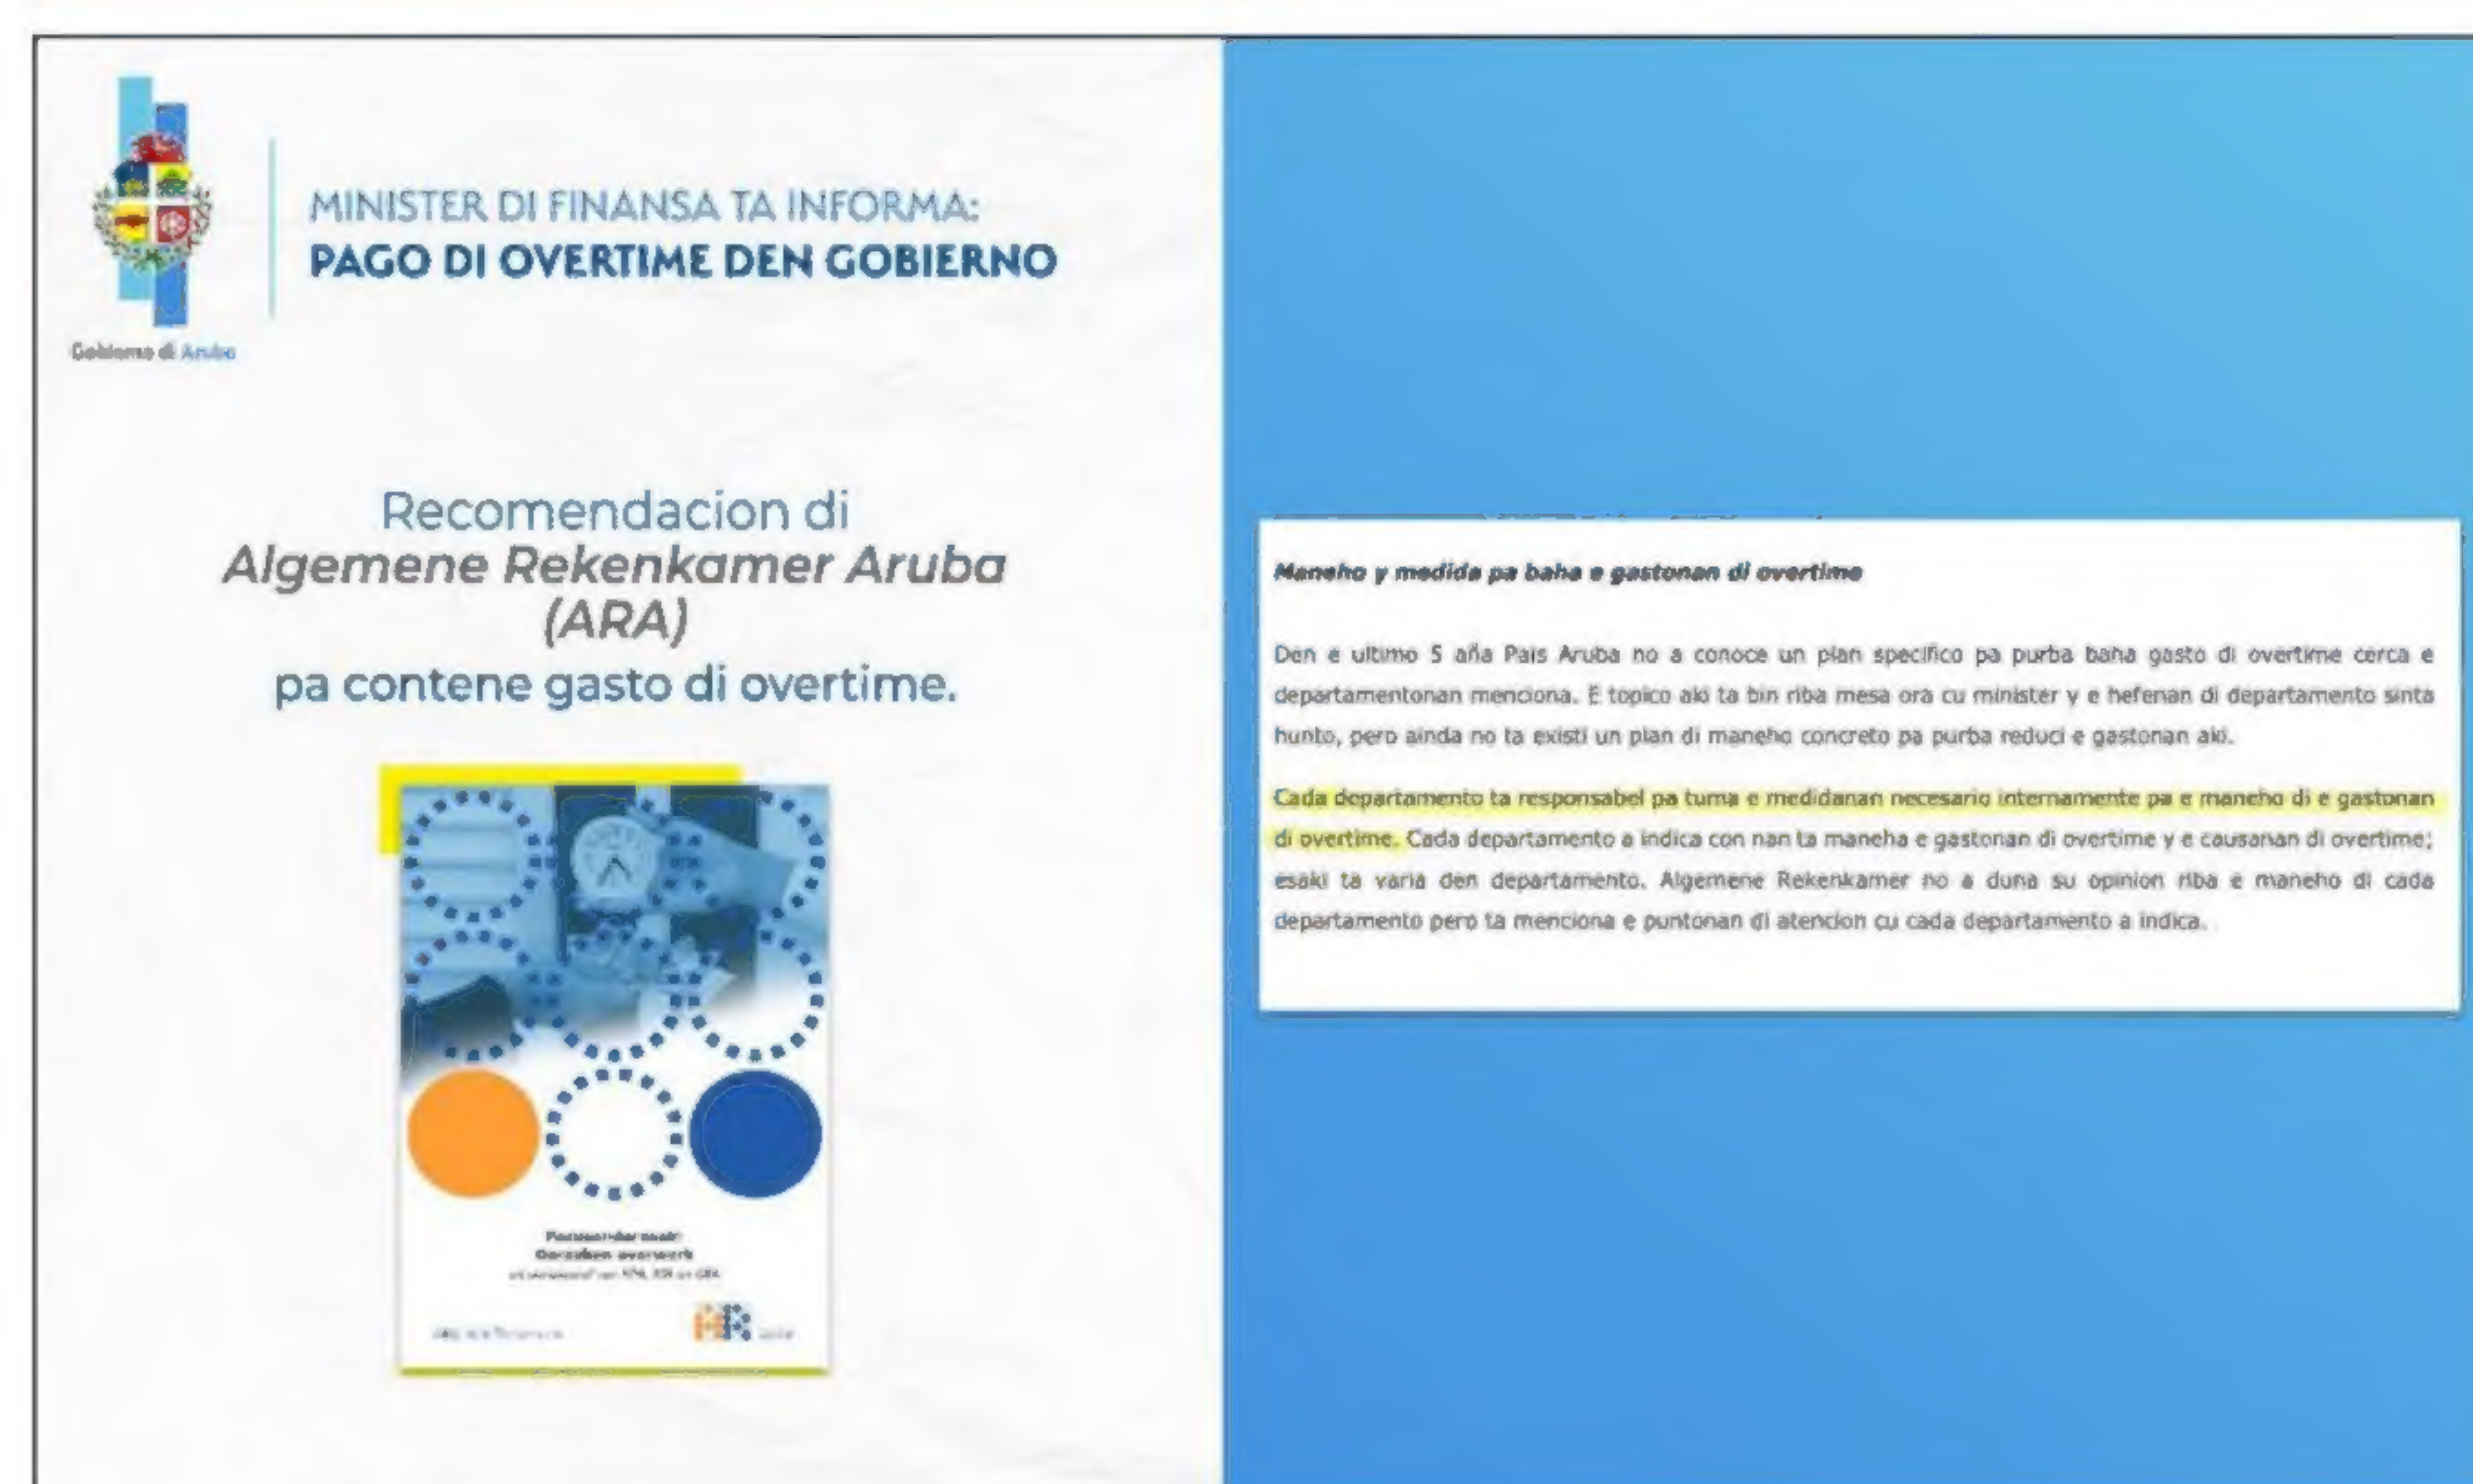 MINISTER DI FINANSA TA INFORMA:
PAGO DI OVERTIME DEN GOBIERNO
Gobierno di Aruba
Recomendacion di
Algemene Rekenkamer Aruba
(ARA)
pa contene gasto di overtime.
overwerk
Maneho y medida pa baha e gastonan di overtime
Den e ultimo 5 aña Pais Aruba no a conoce un plan specifico pa purba baha gasto di overtime cerca e
departamentonan menciona. E topico aki ta bin riba mesa ora cu minister y e hefenan di departamento sinta
hunto, pero ainda no ta existi un plan di maneho concreto pa purba reduci e gastonan aki.
Cada departamento ta responsabel pa tuma e medidanan necesario internamente pa e maneho di e gastonan
di overtime. Cada departamento a indica con nan ta maneha e gastonan di overtime y e causanan di overtime;
esaki ta varia den departamento. Algemene Rekenkamer no a duna su opinion riba e maneho di cada
departamento pero ta menciona e puntonan di atencion cu cada departamento a indica.